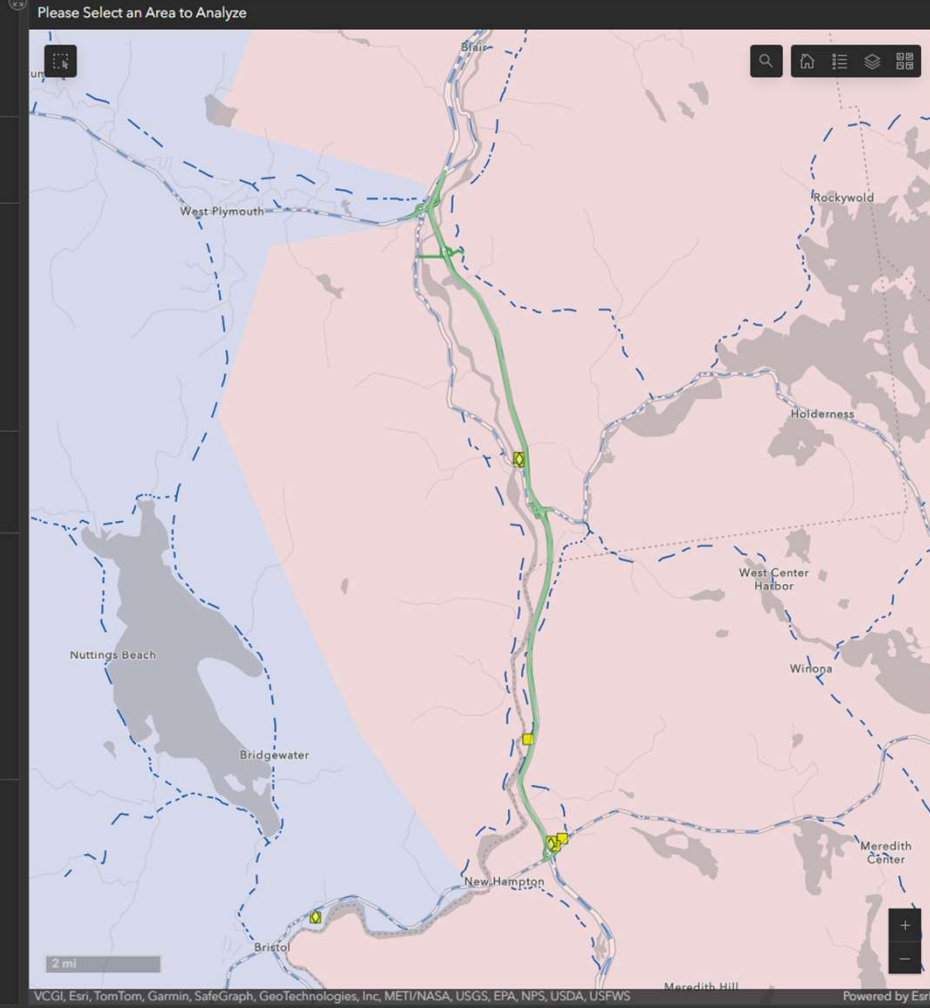 Please Select an Area to Analyze
Blair
West Plymouth
Rockywold
Holderness
West Center
Harbor
Nuttings Beach
Winona
Bridgewater
Meredith
Center
New Hampton
Bristol
2 mi
Meredith Hill
VCGI, Esri, TomTom, Garmin, SafeGraph, GeoTechnologies, Inc, METI/NASA, USGS, EPA, NPS, USDA, USFWS
Powered by Esri